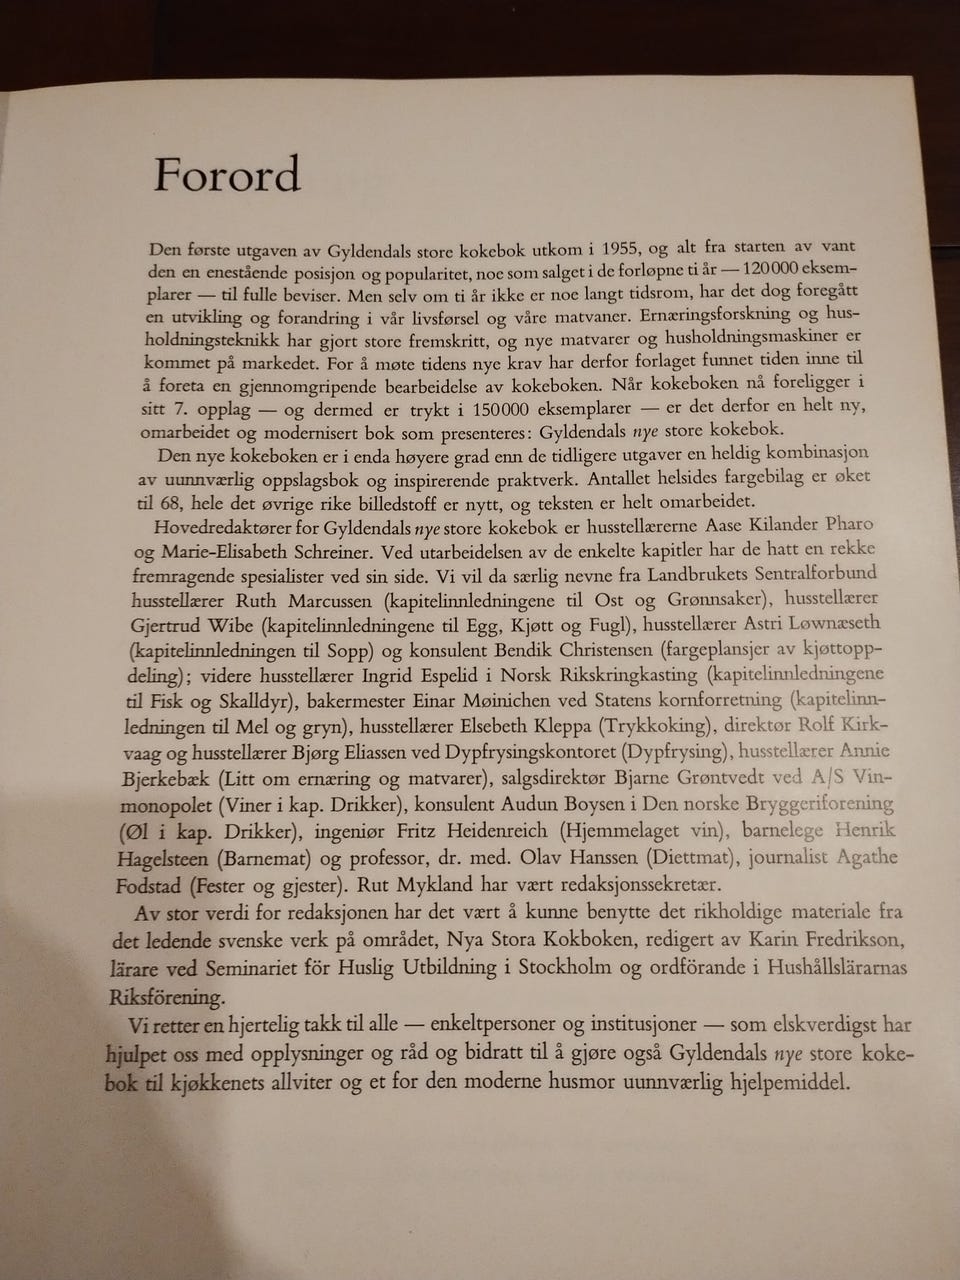 Forord
Den første utgaven av Gyldendals store kokebok utkom i 1955, og alt fra starten av vant
den en enestående posisjon og popularitet, noe som salget i de forløpne ti år — 120000 eksem-
plarer — til fulle beviser. Men selv om ti år ikke er noe langt tidsrom, har det dog foregått
en utvikling og forandring i vår livsførsel og våre matvaner. Ernæringsforskning og hus-
holdningsteknikk har gjort store fremskritt, og nye matvarer og husholdningsmaskiner er
kommet på markedet. For å møte tidens nye krav har derfor forlaget funnet tiden inne til
å foreta en gjennomgripende bearbeidelse av kokeboken. Når kokeboken nå foreligger i
sitt 7. opplag — og dermed er trykt i 150000 eksemplarer — er det derfor en helt ny,
omarbeidet og modernisert bok som presenteres: Gyldendals nye store kokebok.
Den nye kokeboken er i enda høyere grad enn de tidligere utgaver en heldig kombinasjon
av uunnværlig oppslagsbok og inspirerende praktverk. Antallet helsides fargebilag er øket
til 68, hele det øvrige rike billedstoff er nytt, og teksten er helt omarbeidet.
Hovedredaktører for Gyldendals nye store kokebok er husstellærerne Aase Kilander Pharo
og Marie-Elisabeth Schreiner. Ved utarbeidelsen av de enkelte kapitler har de hatt en rekke
fremragende spesialister ved sin side. Vi vil da særlig nevne fra Landbrukets Sentralforbund
husstellærer Ruth Marcussen (kapitelinnledningene til Ost og Grønnsaker), husstellærer
Gjertrud Wibe (kapitelinnledningene til Egg, Kjøtt og Fugl), husstellærer Astri Løwnæseth
(kapitelinnledningen til Sopp) og konsulent Bendik Christensen (fargeplansjer av kjøttopp-
deling); videre husstellærer Ingrid Espelid i Norsk Rikskringkasting (kapitelinnledningene
til Fisk og Skalldyr), bakermester Einar Møinichen ved Statens kornforretning (kapitelinn-
ledningen til Mel og gryn), husstellærer Elsebeth Kleppa (Trykkoking), direktør Rolf Kirk-
vaag og husstellærer Bjørg Eliassen ved Dypfrysingskontoret (Dypfrysing), husstellærer Annie
Bjerkebæk (Litt om ernæring og matvarer), salgsdirektør Bjarne Grøntvedt ved A/S Vin-
monopolet (Viner i kap. Drikker), konsulent Audun Boysen i Den norske Bryggeriforening
(Øl i kap. Drikker), ingeniør Fritz Heidenreich (Hjemmelaget vin), barnelege Henrik
Hagelsteen (Barnemat) og professor, dr. med. Olav Hanssen (Diettmat), journalist Agathe
Fodstad (Fester og gjester). Rut Mykland har vært redaksjonssekretær.
Av stor verdi for redaksjonen har det vært å kunne benytte det rikholdige materiale fra
det ledende svenske verk på området, Nya Stora Kokboken, redigert av Karin Fredrikson,
lärare ved Seminariet för Huslig Utbildning i Stockholm og ordförande i Hushållslärarnas
Riksförening.
Vi retter en hjertelig takk til alle — enkeltpersoner og institusjoner — som elskverdigst har
hjulpet oss med opplysninger og råd og bidratt til å gjøre også Gyldendals nye store koke-
bok til kjøkkenets allviter og et for den moderne husmor uunnværlig hjelpemiddel.